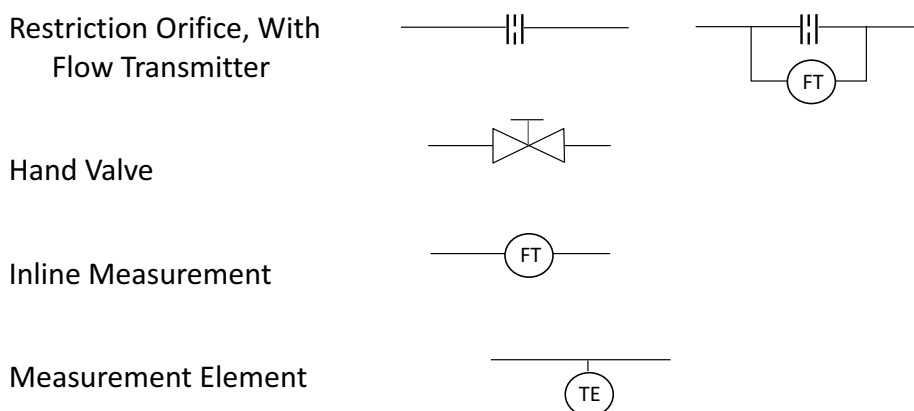 Restriction Orifice, With
Flow Transmitter
FT
Hand Valve
Inline Measurement
FT
Measurement Element
TE